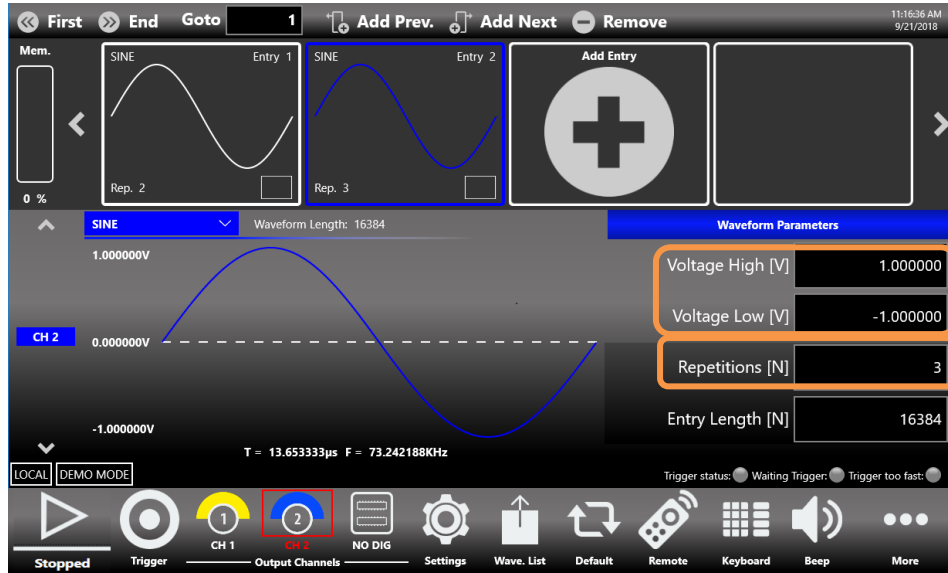 First End Goto 1 Add Prev. Add Next Remove 11:16:36 AM
9/21/2018
Mem.
0 %
SINE Entry 1
Rep. 2
SINE Entry 2
Rep. 3
Add Entry
SINE Waveform Length: 16384
Waveform Parameters
1.000000V
Voltage High [V] 1.000000
Voltage Low [V] -1.000000
CH 2
0.000000V
Repetitions [N] 3
Entry Length [N] 16384
-1.000000V
T = 13.653333µs F = 73.242188KHz
LOCAL DEMO MODE
Trigger status: Waiting Trigger: Trigger too fast:
1 2
CH 1 CH 2 NO DIG
Stopped Trigger Output Channels Settings Wave. List Default Remote Keyboard Beep More